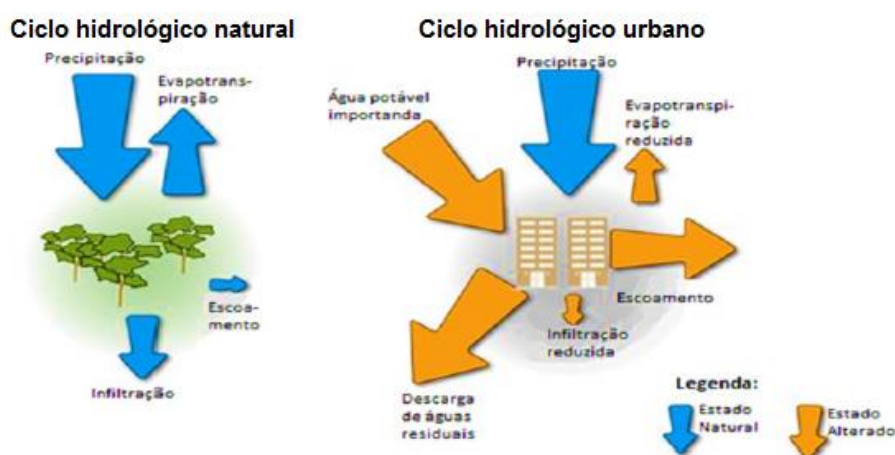 Ciclo hidrológico natural
Precipitação
Evapotrans-
piração
Escoa-
mento
Infiltração
Ciclo hidrológico urbano
Precipitação
Água potável
importanda
Evapotranspi-
ração
reduzida
Escoamento
Infiltração
reduzida
Descarga
de águas
residuais
Legenda:
Estado
Natural
Estado
Alterado